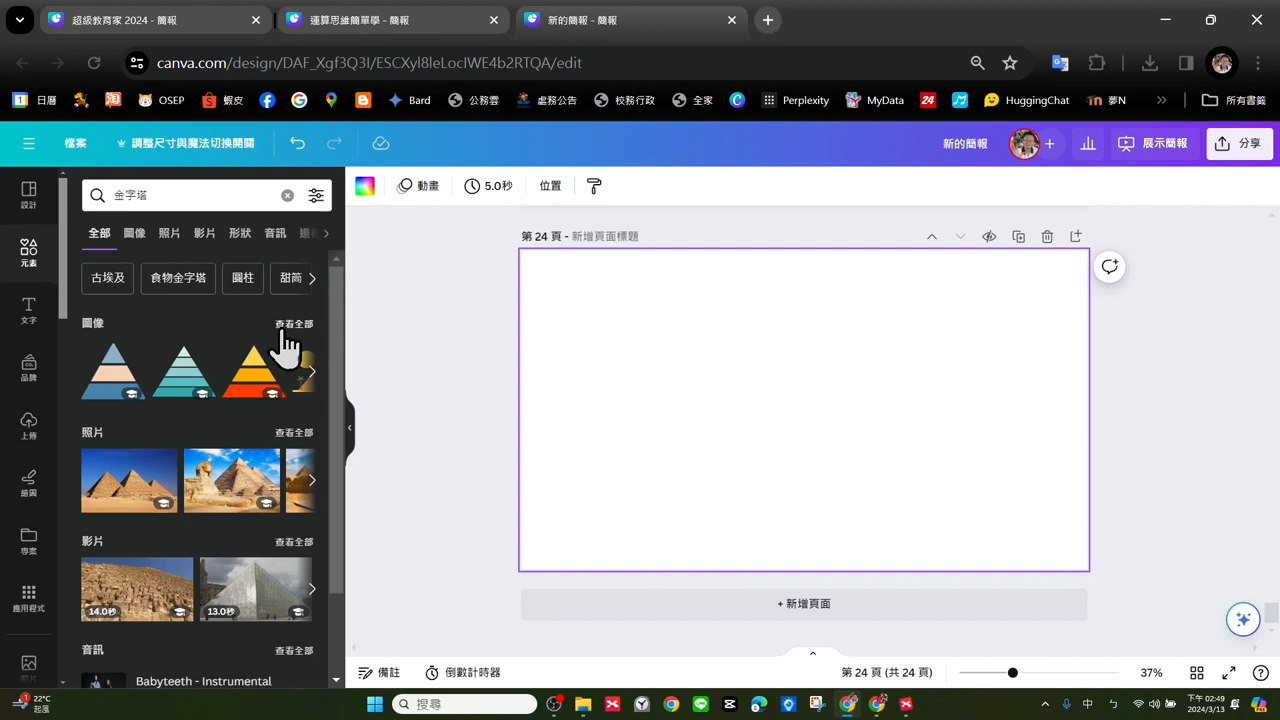 超級教育家 2024 - 簡報
運算思維簡單學 - 簡報
新的簡報 - 簡報
canva.com/design/DAF_Xgf3Q3I/ESCXyl8leLocIWE4b2RTQA/edit
日曆
淘
OSEP
蝦皮
Bard
公務雲
處務公告
校務行政
全家
Perplexity
24
MyData
HuggingChat
夢N
所有書籤
檔案
調整尺寸與魔法切換開關
新的簡報
展示簡報
分享
設計
元素
文字
品牌
上傳
繪圖
專案
應用程式
金字塔
全部
圖像
照片
影片
形狀
音訊
古埃及
食物金字塔
圓柱
甜筒
圖像
查看全部
照片
查看全部
影片
查看全部
14.0秒
13.0秒
音訊
查看全部
Babyteeth - Instrumental
動畫
5.0秒
位置
第 24 頁 - 新增頁面標題
+ 新增頁面
備註
倒數計時器
第 24 頁 (共 24 頁)
37%
22°C
起風
搜尋
中
下午 02:49
2024/3/13